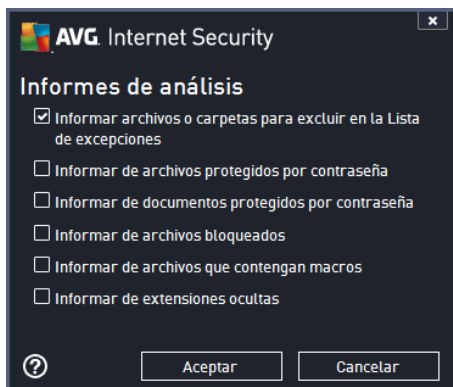 AVG. Internet Security
Informes de análisis
Informar archivos o carpetas para excluir en la Lista
de excepciones
Informar de archivos protegidos por contraseña
Informar de documentos protegidos por contraseña
Informar de archivos bloqueados
Informar de archivos que contengan macros
Informar de extensiones ocultas
Aceptar
Cancelar